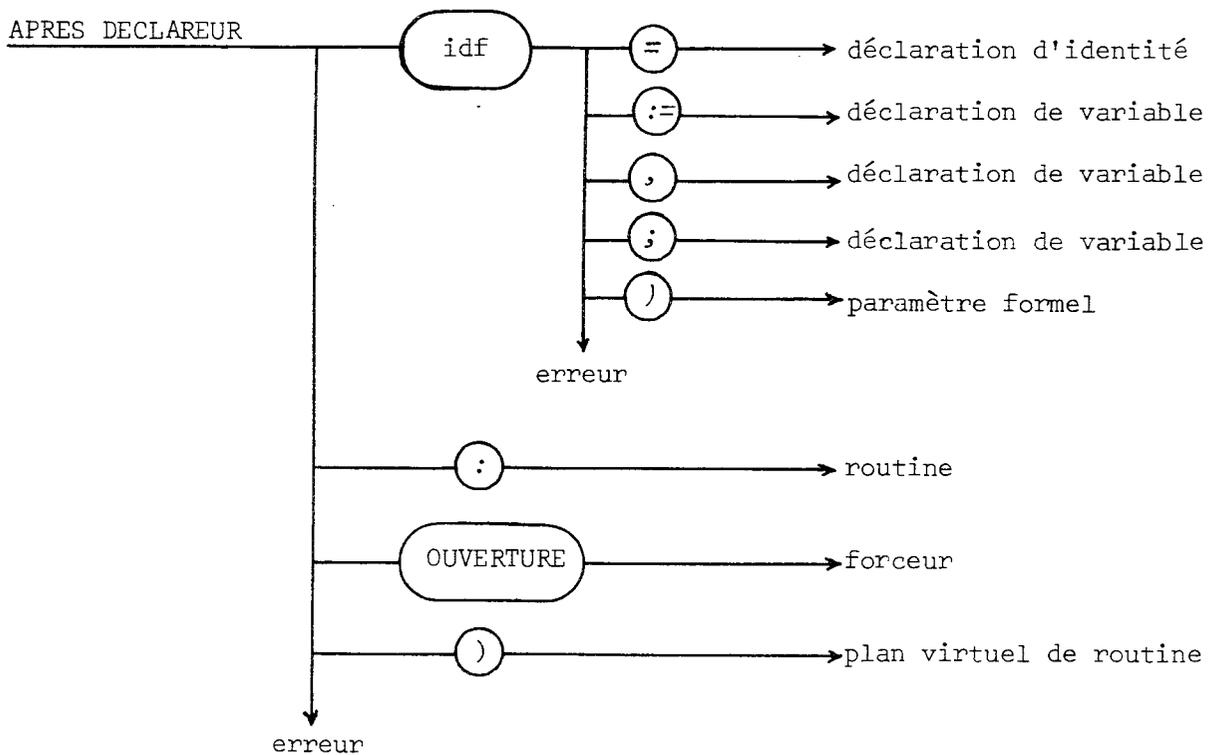 APRES DECLAREUR
idf
= déclaration d'identité
:= déclaration de variable
, déclaration de variable
; déclaration de variable
) paramètre formel
erreur
: routine
OUVERTURE forceur
) plan virtuel de routine
erreur